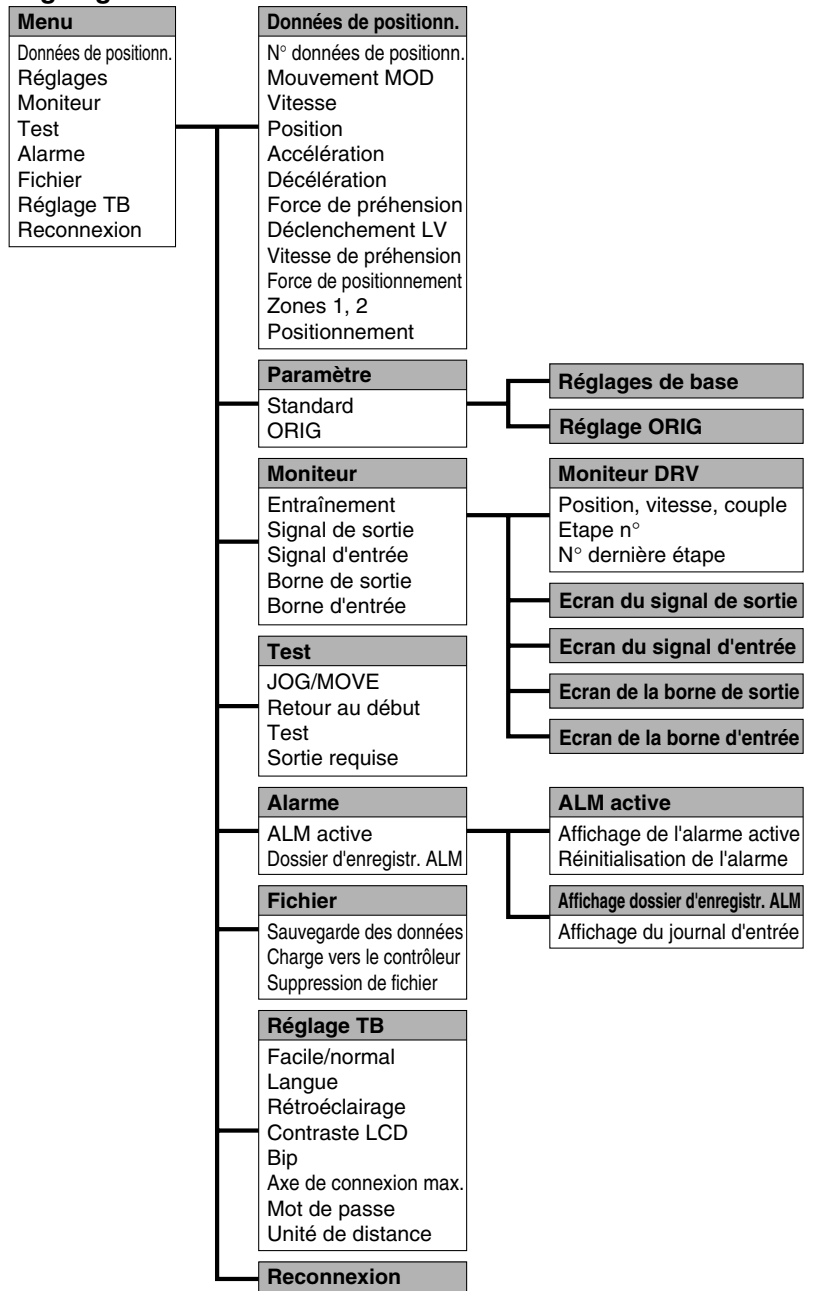 Menu
Données de positionn.
Réglages
Moniteur
Test
Alarme
Fichier
Réglage TB
Reconnexion
Données de positionn.
N° données de positionn.
Mouvement MOD
Vitesse
Position
Accélération
Décélération
Force de préhension
Déclenchement LV
Vitesse de préhension
Force de positionnement
Zones 1, 2
Positionnement
Paramètre
Standard
ORIG
Réglages de base
Réglage ORIG
Moniteur
Entraînement
Signal de sortie
Signal d'entrée
Borne de sortie
Borne d'entrée
Moniteur DRV
Position, vitesse, couple
Etape n°
N° dernière étape
Ecran du signal de sortie
Ecran du signal d'entrée
Ecran de la borne de sortie
Ecran de la borne d'entrée
Test
JOG/MOVE
Retour au début
Test
Sortie requise
Alarme
ALM active
Dossier d'enregistr. ALM
ALM active
Affichage de l'alarme active
Réinitialisation de l'alarme
Affichage dossier d'enregistr. ALM
Affichage du journal d'entrée
Fichier
Sauvegarde des données
Charge vers le contrôleur
Suppression de fichier
Réglage TB
Facile/normal
Langue
Rétroéclairage
Contraste LCD
Bip
Axe de connexion max.
Mot de passe
Unité de distance
Reconnexion